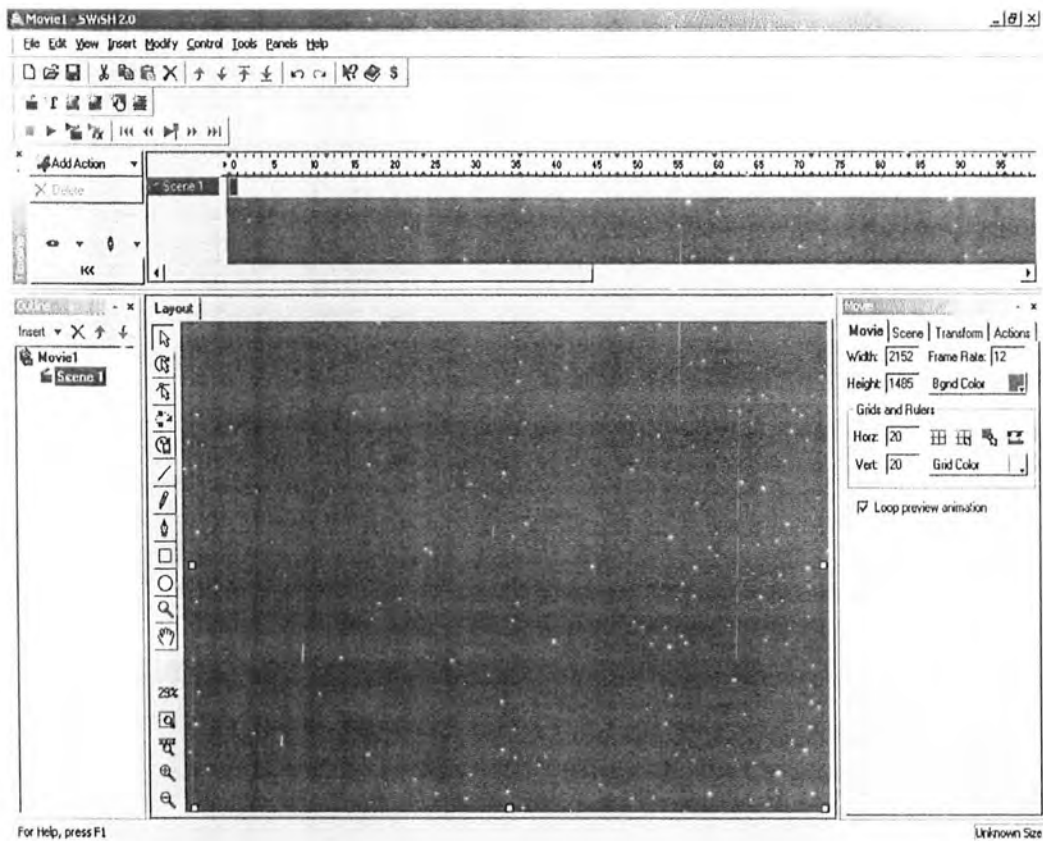 Movie1 - SWiSH 2.0
File Edit View Insert Modify Control Tools Panels Help
Add Action
0 5 10 15 20 25 30 35 40 45 50 55 60 65 70 75 80 85 90 95
Delete
Scene 1
Outline
Insert
Movie1
Scene 1
Layout
29%
Movie
Movie Scene Transform Actions
Width: 2152 Frame Rate: 12
Height: 1485 Bgnd Color
Grids and Rulers
Horz: 20
Vert: 20 Grid Color
Loop preview animation
For Help, press F1
Unknown Size